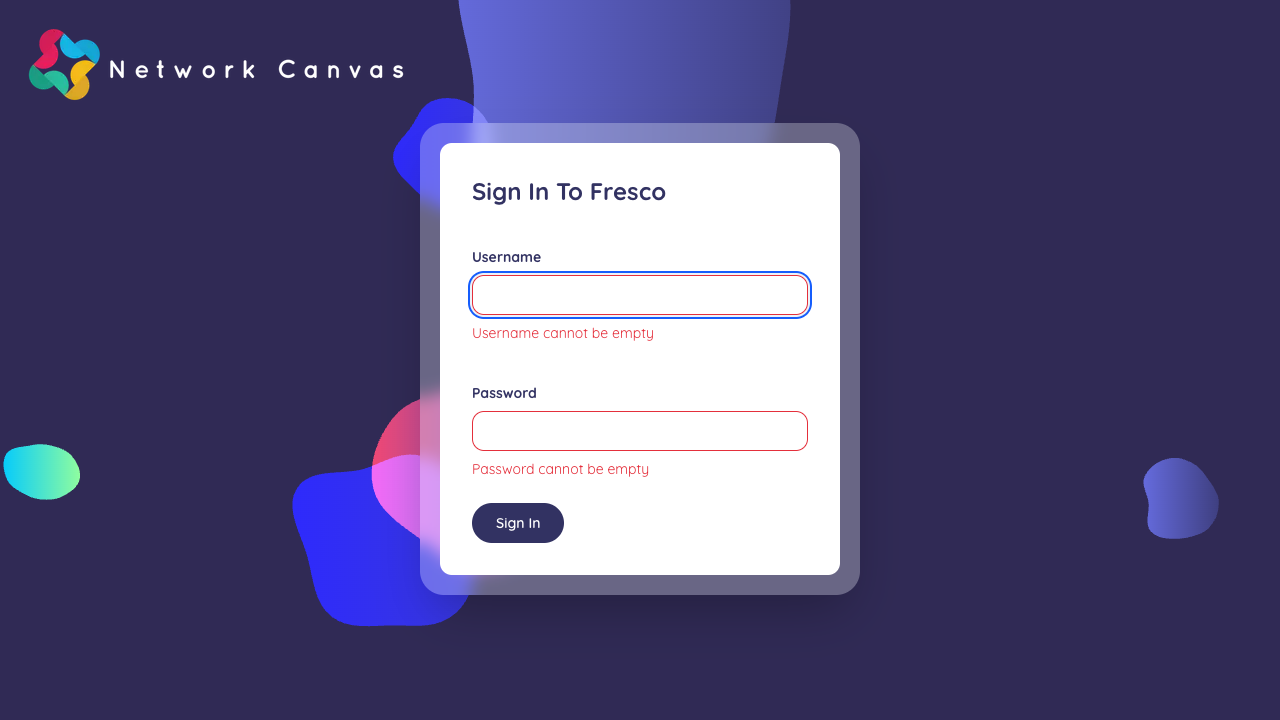 Network Canvas
Sign In To Fresco
Username
Username cannot be empty
Password
Password cannot be empty
Sign In